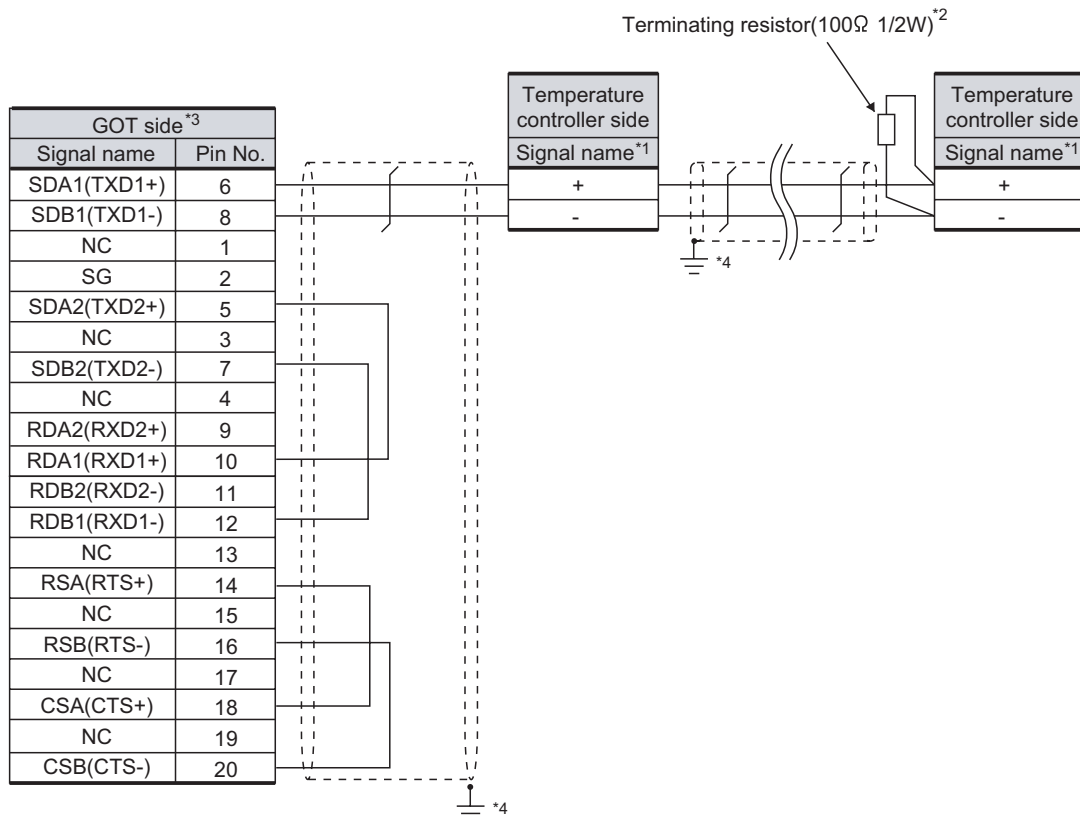 Terminating resistor(100Ω 1/2W)*2
GOT side*3
Signal name Pin No.
SDA1(TXD1+) 6
SDB1(TXD1-) 8
NC 1
SG 2
SDA2(TXD2+) 5
NC 3
SDB2(TXD2-) 7
NC 4
RDA2(RXD2+) 9
RDA1(RXD1+) 10
RDB2(RXD2-) 11
RDB1(RXD1-) 12
NC 13
RSA(RTS+) 14
NC 15
RSB(RTS-) 16
NC 17
CSA(CTS+) 18
NC 19
CSB(CTS-) 20
*4
Temperature
controller side
Signal name*1
+
-
*4
Temperature
controller side
Signal name*1
+
-